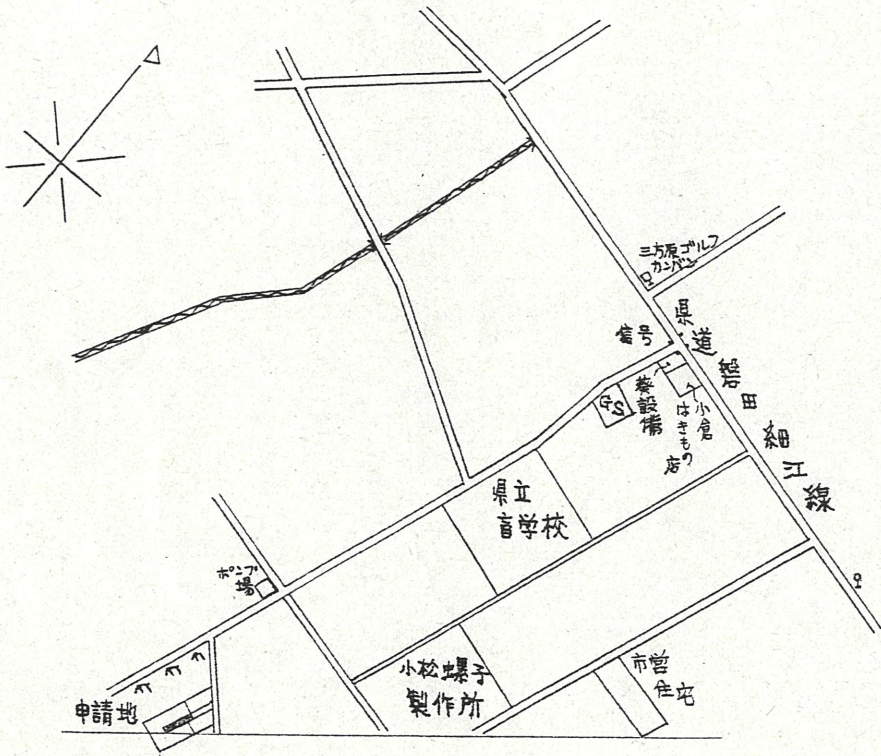 三方原ゴルフ
カンバン
県道磐田細江線
信号
葵設備
小倉
はきもの
店
GS
県立
盲学校
ポンプ
場
小松螺子
製作所
市営
住宅
申請地